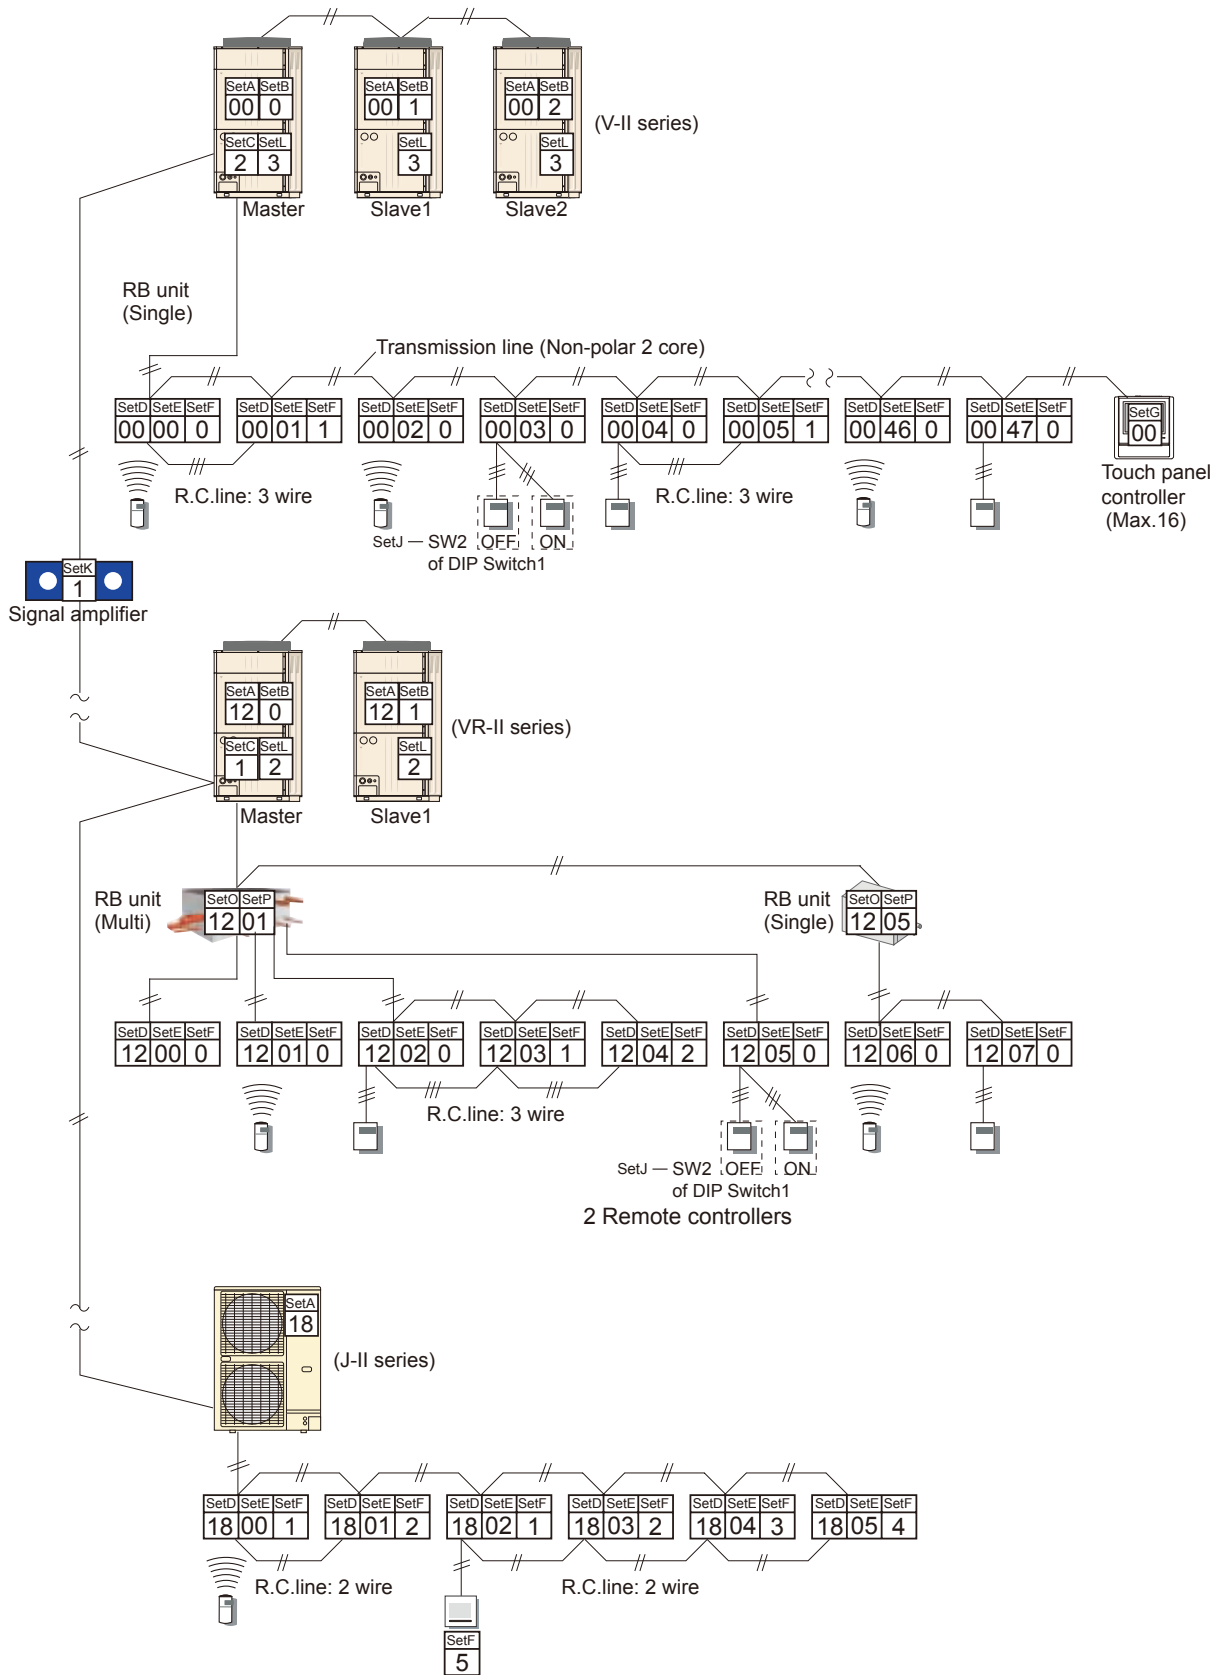 SetA SetB SetA SetB SetA SetB
00 0 00 1 00 2
(V-II series)
SetC SetL SetL SetL
2 3 3 3
Master Slave1 Slave2
RB unit
(Single)
Transmission line (Non-polar 2 core)
SetD SetE SetF SetD SetE SetF SetD SetE SetF SetD SetE SetF SetD SetE SetF SetD SetE SetF SetD SetE SetF SetD SetE SetF SetG
00 00 0 00 01 1 00 02 0 00 03 0 00 04 0 00 05 1 00 46 0 00 47 0 00
Touch panel
controller
(Max.16)
R.C.line: 3 wire R.C.line: 3 wire
SetJ — SW2 OFF ON
of DIP Switch1
SetK
1
Signal amplifier
SetA SetB SetA SetB
12 0 12 1
(VR-II series)
SetC SetL SetL
1 2 2
Master Slave1
RB unit
(Multi)
SetO SetP
12 01
RB unit
(Single)
SetO SetP
12 05
SetD SetE SetF SetD SetE SetF SetD SetE SetF SetD SetE SetF SetD SetE SetF SetD SetE SetF SetD SetE SetF SetD SetE SetF
12 00 0 12 01 0 12 02 0 12 03 1 12 04 2 12 05 0 12 06 0 12 07 0
R.C.line: 3 wire
SetJ — SW2 OFF ON
of DIP Switch1
2 Remote controllers
SetA
18
(J-II series)
SetD SetE SetF SetD SetE SetF SetD SetE SetF SetD SetE SetF SetD SetE SetF SetD SetE SetF
18 00 1 18 01 2 18 02 1 18 03 2 18 04 3 18 05 4
R.C.line: 2 wire R.C.line: 2 wire
SetF
5